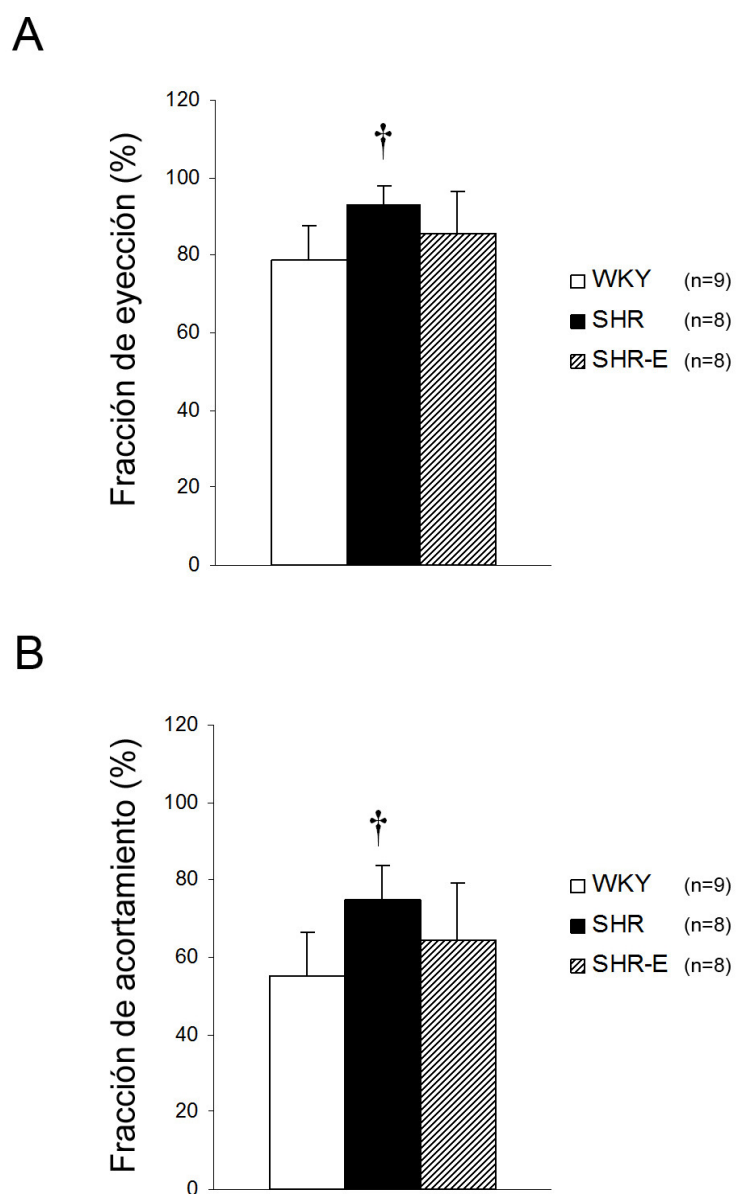 A
Fracción de eyección (%)
120
100
80
60
40
20
0
†
WKY (n=9)
SHR (n=8)
SHR-E (n=8)
B
Fracción de acortamiento (%)
120
100
80
60
40
20
0
†
WKY (n=9)
SHR (n=8)
SHR-E (n=8)